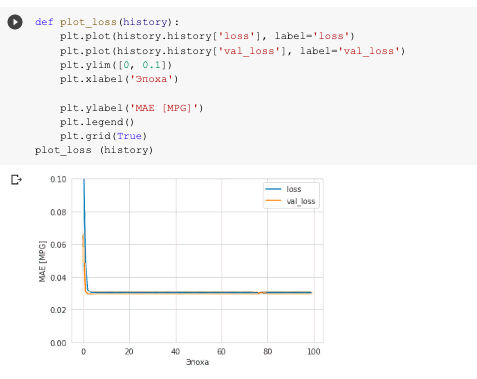 def plot_loss(history):
    plt.plot(history.history['loss'], label='loss')
    plt.plot(history.history['val_loss'], label='val_loss')
    plt.ylim([0, 0.1])
    plt.xlabel('Эпоха')
    plt.ylabel('MAE [MPG]')
    plt.legend()
    plt.grid(True)
plot_loss (history)
0.10
loss
val_loss
0.08
0.06
MAE [MPG]
0.04
0.02
0.00
0 20 40 60 80 100
Эпоха